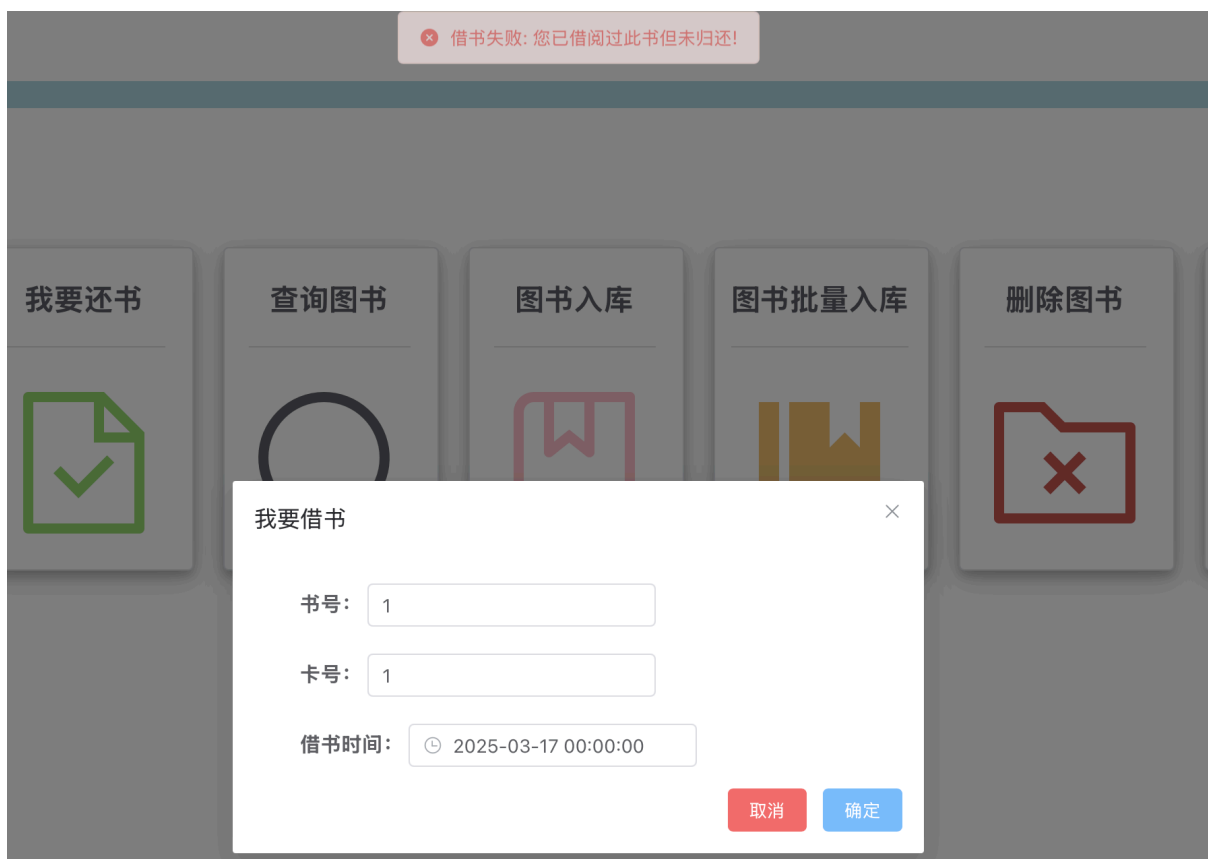 借书失败: 您已借阅过此书但未归还!
我要还书
查询图书
图书入库
图书批量入库
删除图书
我要借书
书号：
1
卡号：
1
借书时间：
2025-03-17 00:00:00
取消
确定